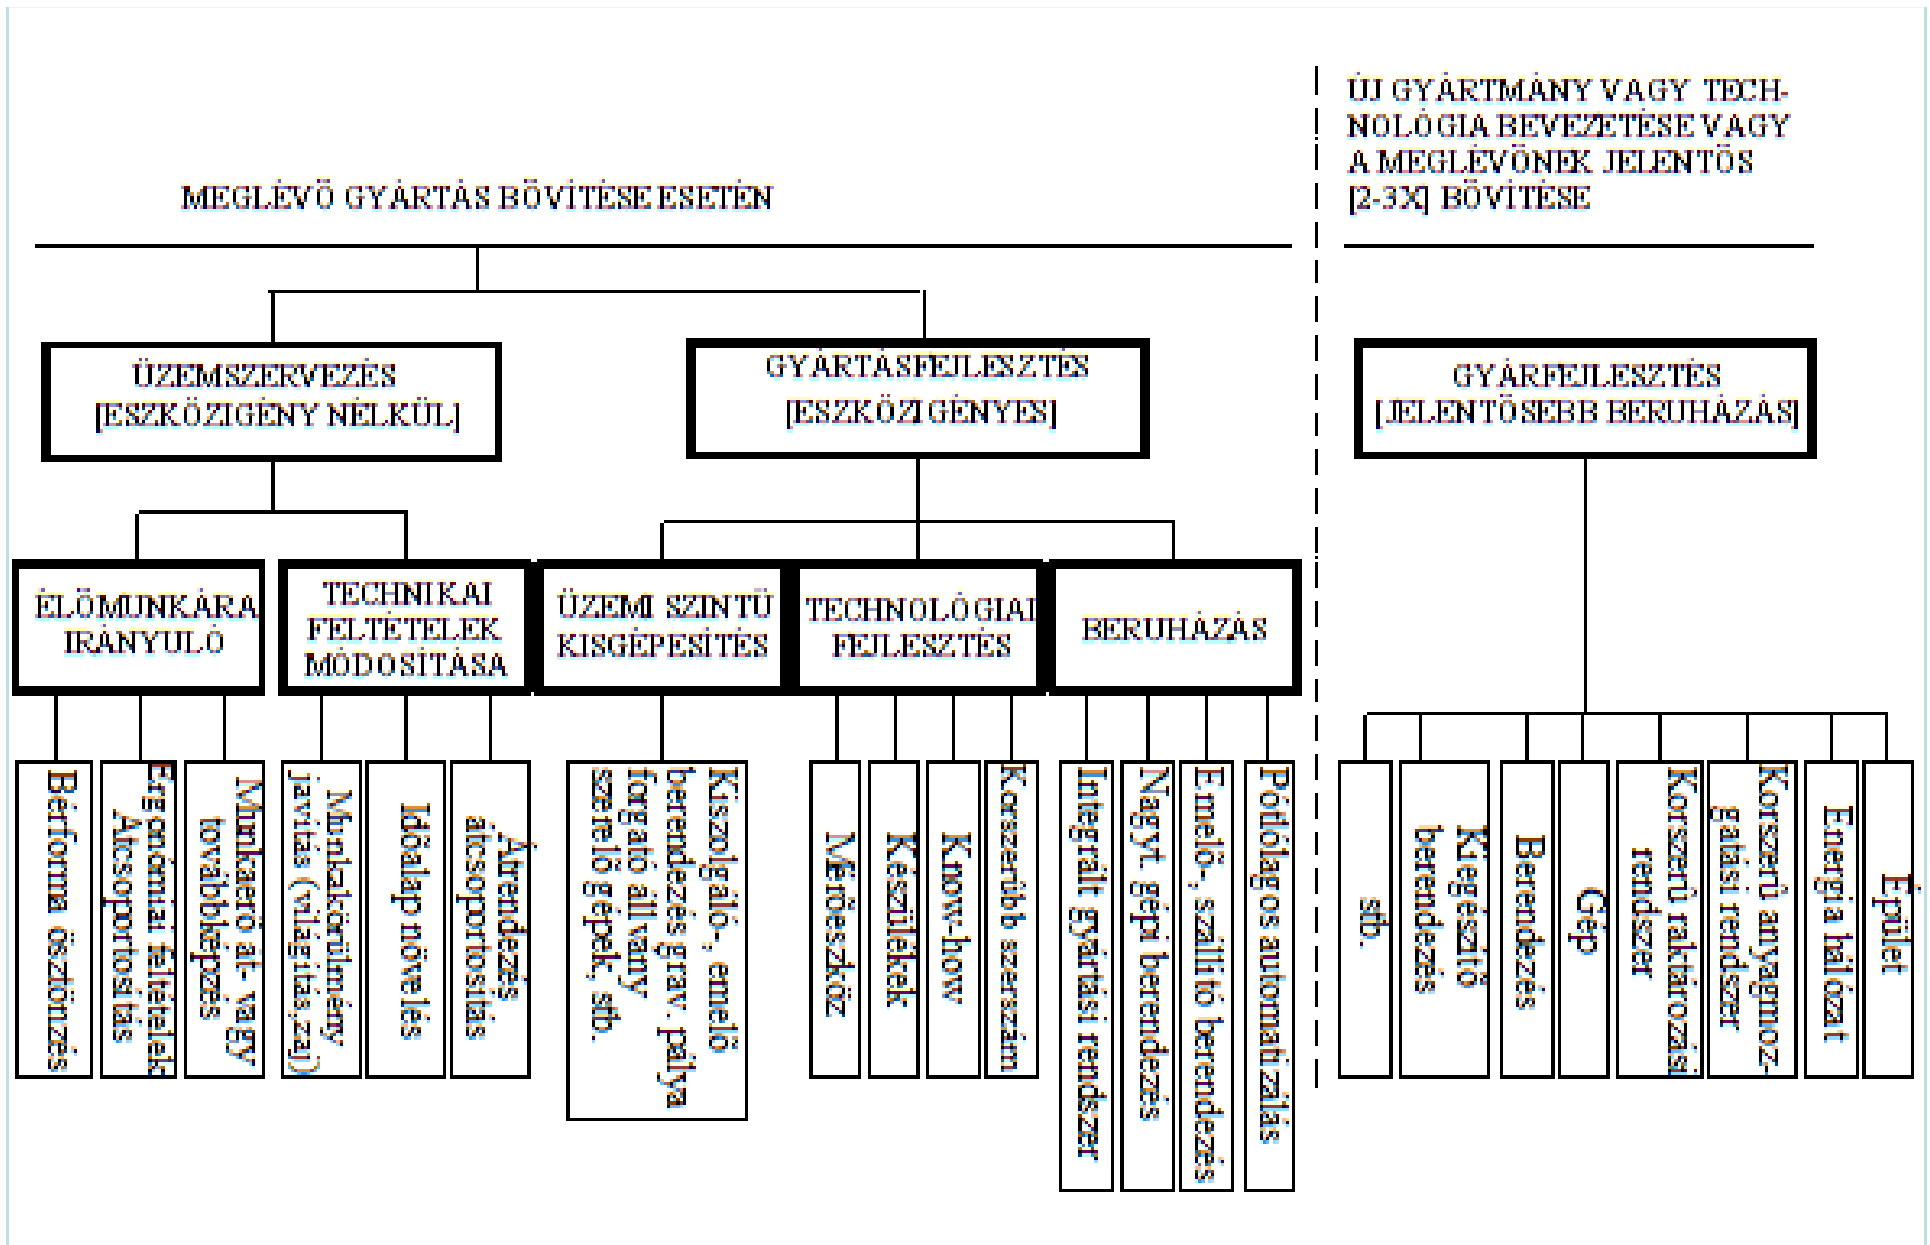 MEGLÉVŐ GYÁRTÁS BŐVÍTÉSE ESETÉN
ÚJ GYÁRTMÁNY VAGY TECH-
NOLÓGIA BEVEZETÉSE VAGY
A MEGLÉVŐNEK JELENTŐS
[2-3X] BŐVÍTÉSE
ÜZEMSZERVEZÉS
[ESZKÖZIGÉNY NÉLKÜL]
GYÁRTÁSFEJLESZTÉS
[ESZKÖZIGÉNYES]
GYÁRFEJLESZTÉS
[JELENTŐSEBB BERUHÁZÁS]
ÉLŐMUNKÁRA
IRÁNYULÓ
TECHNIKAI
FELTÉTELEK
MÓDOSÍTÁSA
ÜZEMI SZINTŰ
KISGÉPESÍTÉS
TECHNOLÓGIAI
FEJLESZTÉS
BERUHÁZÁS
Bérforma ösztönzés
Ergonómiai feltételek
Átcsoportosítás
Munkaerő át- vagy
továbbképzés
Munkakörülmény
javítás (világítás,zaj)
Időalap növelés
Átrendezés
átcsoportosítás
Kiszolgáló-, emelő
berendezés grav. pálya
forgató állvány
szerelő gépek, stb.
Mérőeszköz
Készülékek
Know-how
Korszerűbb szerszám
Integrált gyártási rendszer
Nagyt. gépi berendezés
Emelő-, szállító berendezés
Pótlólagos automatizálás
stb.
Kiegészítő
berendezés
Berendezés
Gép
Korszerű raktározási
rendszer
Korszerű anyagmoz-
gatási rendszer
Energia hálózat
Épület